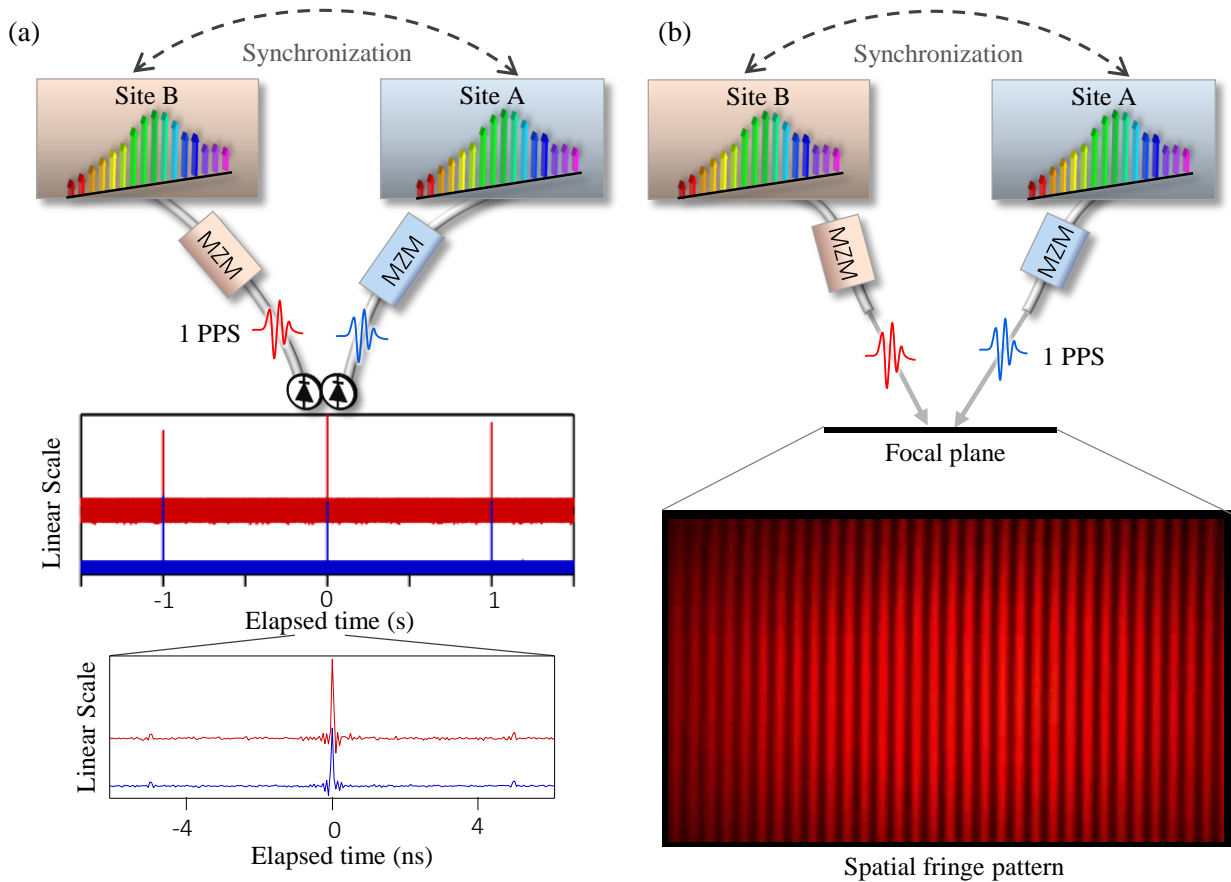 (a)
Synchronization
Site B
Site A
MZM
MZM
1 PPS
Linear Scale
-1
0
1
Elapsed time (s)
Linear Scale
-4
0
4
Elapsed time (ns)
(b)
Synchronization
Site B
Site A
MZM
MZM
1 PPS
Focal plane
Spatial fringe pattern